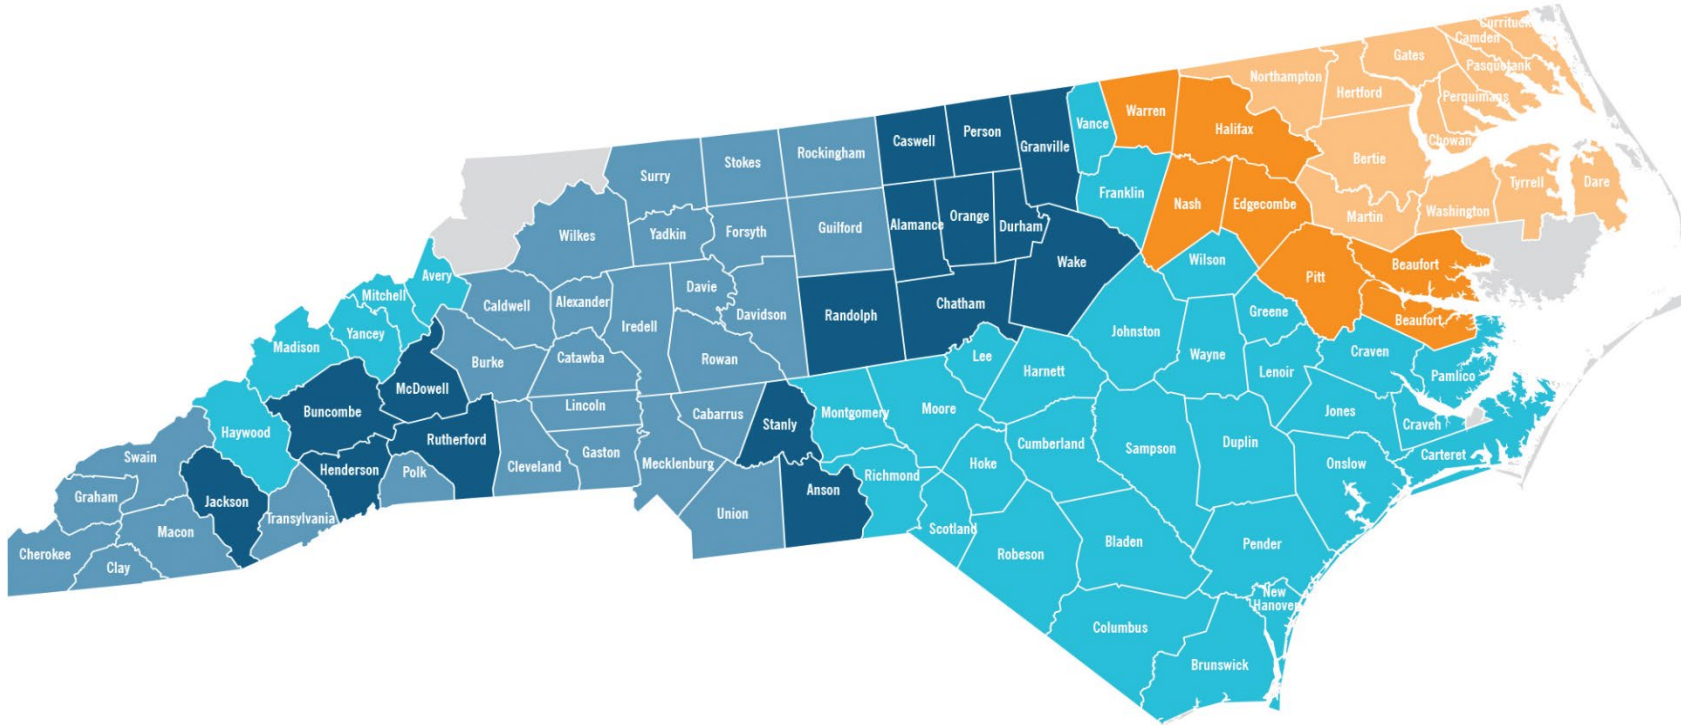 Currituck
Camden
Gates
Pasquotank
Northampton
Hertford
Perquimans
Warren
Vance
Halifax
Chowan
Caswell
Person
Granville
Rockingham
Stokes
Surry
Bertie
Tyrrell
Dare
Franklin
Nash
Edgecombe
Martin
Washington
Alamance
Orange
Durham
Guilford
Forsyth
Yadkin
Wilkes
Wake
Wilson
Pitt
Beaufort
Avery
Mitchell
Yancey
Madison
Caldwell
Alexander
Davie
Iredell
Davidson
Randolph
Chatham
Johnston
Greene
Beaufort
Burke
Catawba
Rowan
Lee
Harnett
Wayne
Lenoir
Craven
Pamlico
McDowell
Buncombe
Lincoln
Cabarrus
Stanly
Montgomery
Moore
Jones
Craven
Haywood
Rutherford
Gaston
Cleveland
Mecklenburg
Cumberland
Sampson
Duplin
Carteret
Swain
Henderson
Polk
Hoke
Richmond
Onslow
Graham
Jackson
Transylvania
Union
Anson
Scotland
Macon
Robeson
Bladen
Pender
Cherokee
Clay
New
Hanover
Columbus
Brunswick